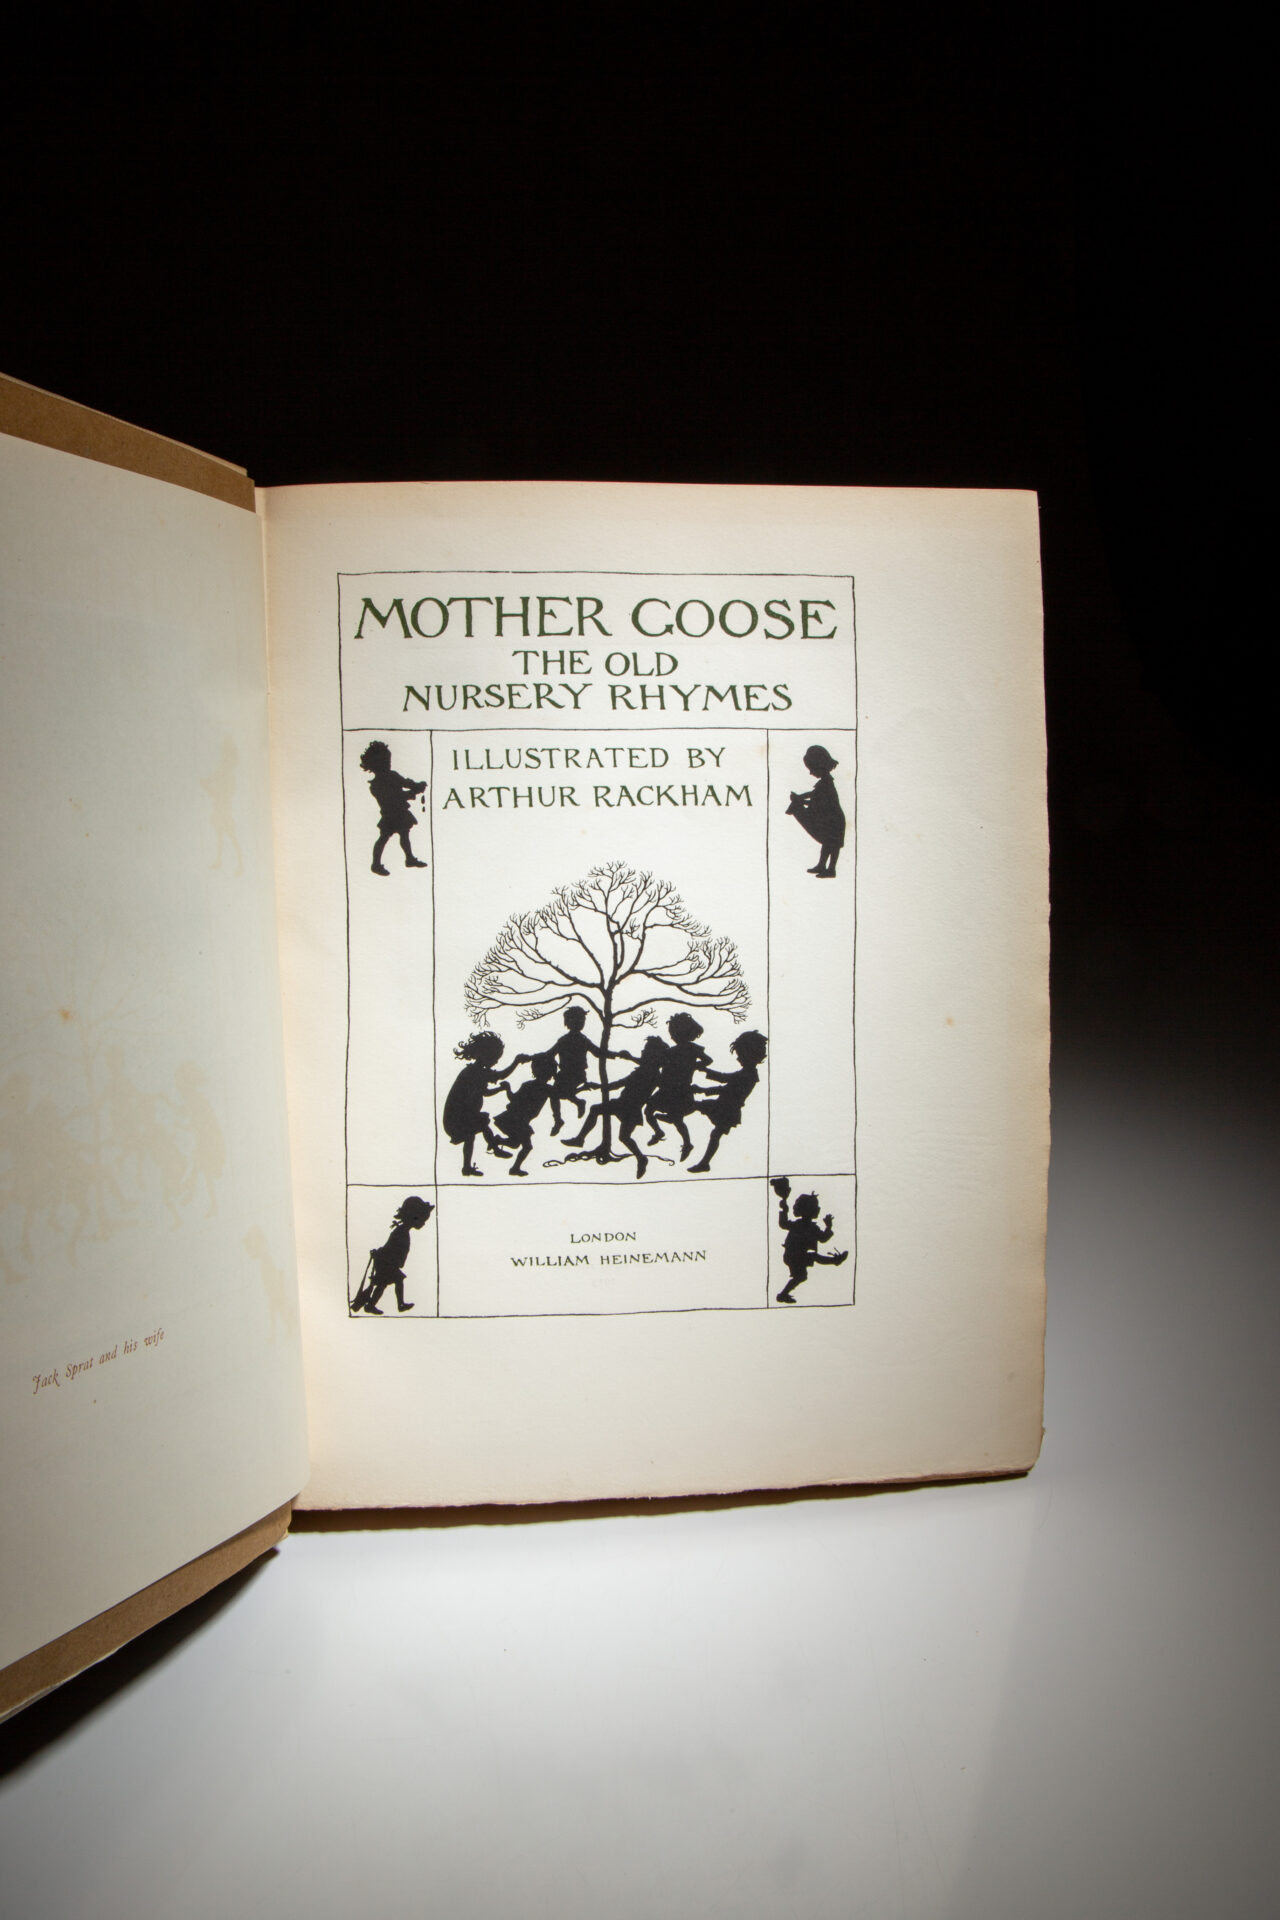 Jack Sprat and his wife
MOTHER GOOSE
THE OLD
NURSERY RHYMES
ILLUSTRATED BY
ARTHUR RACKHAM
LONDON
WILLIAM HEINEMANN